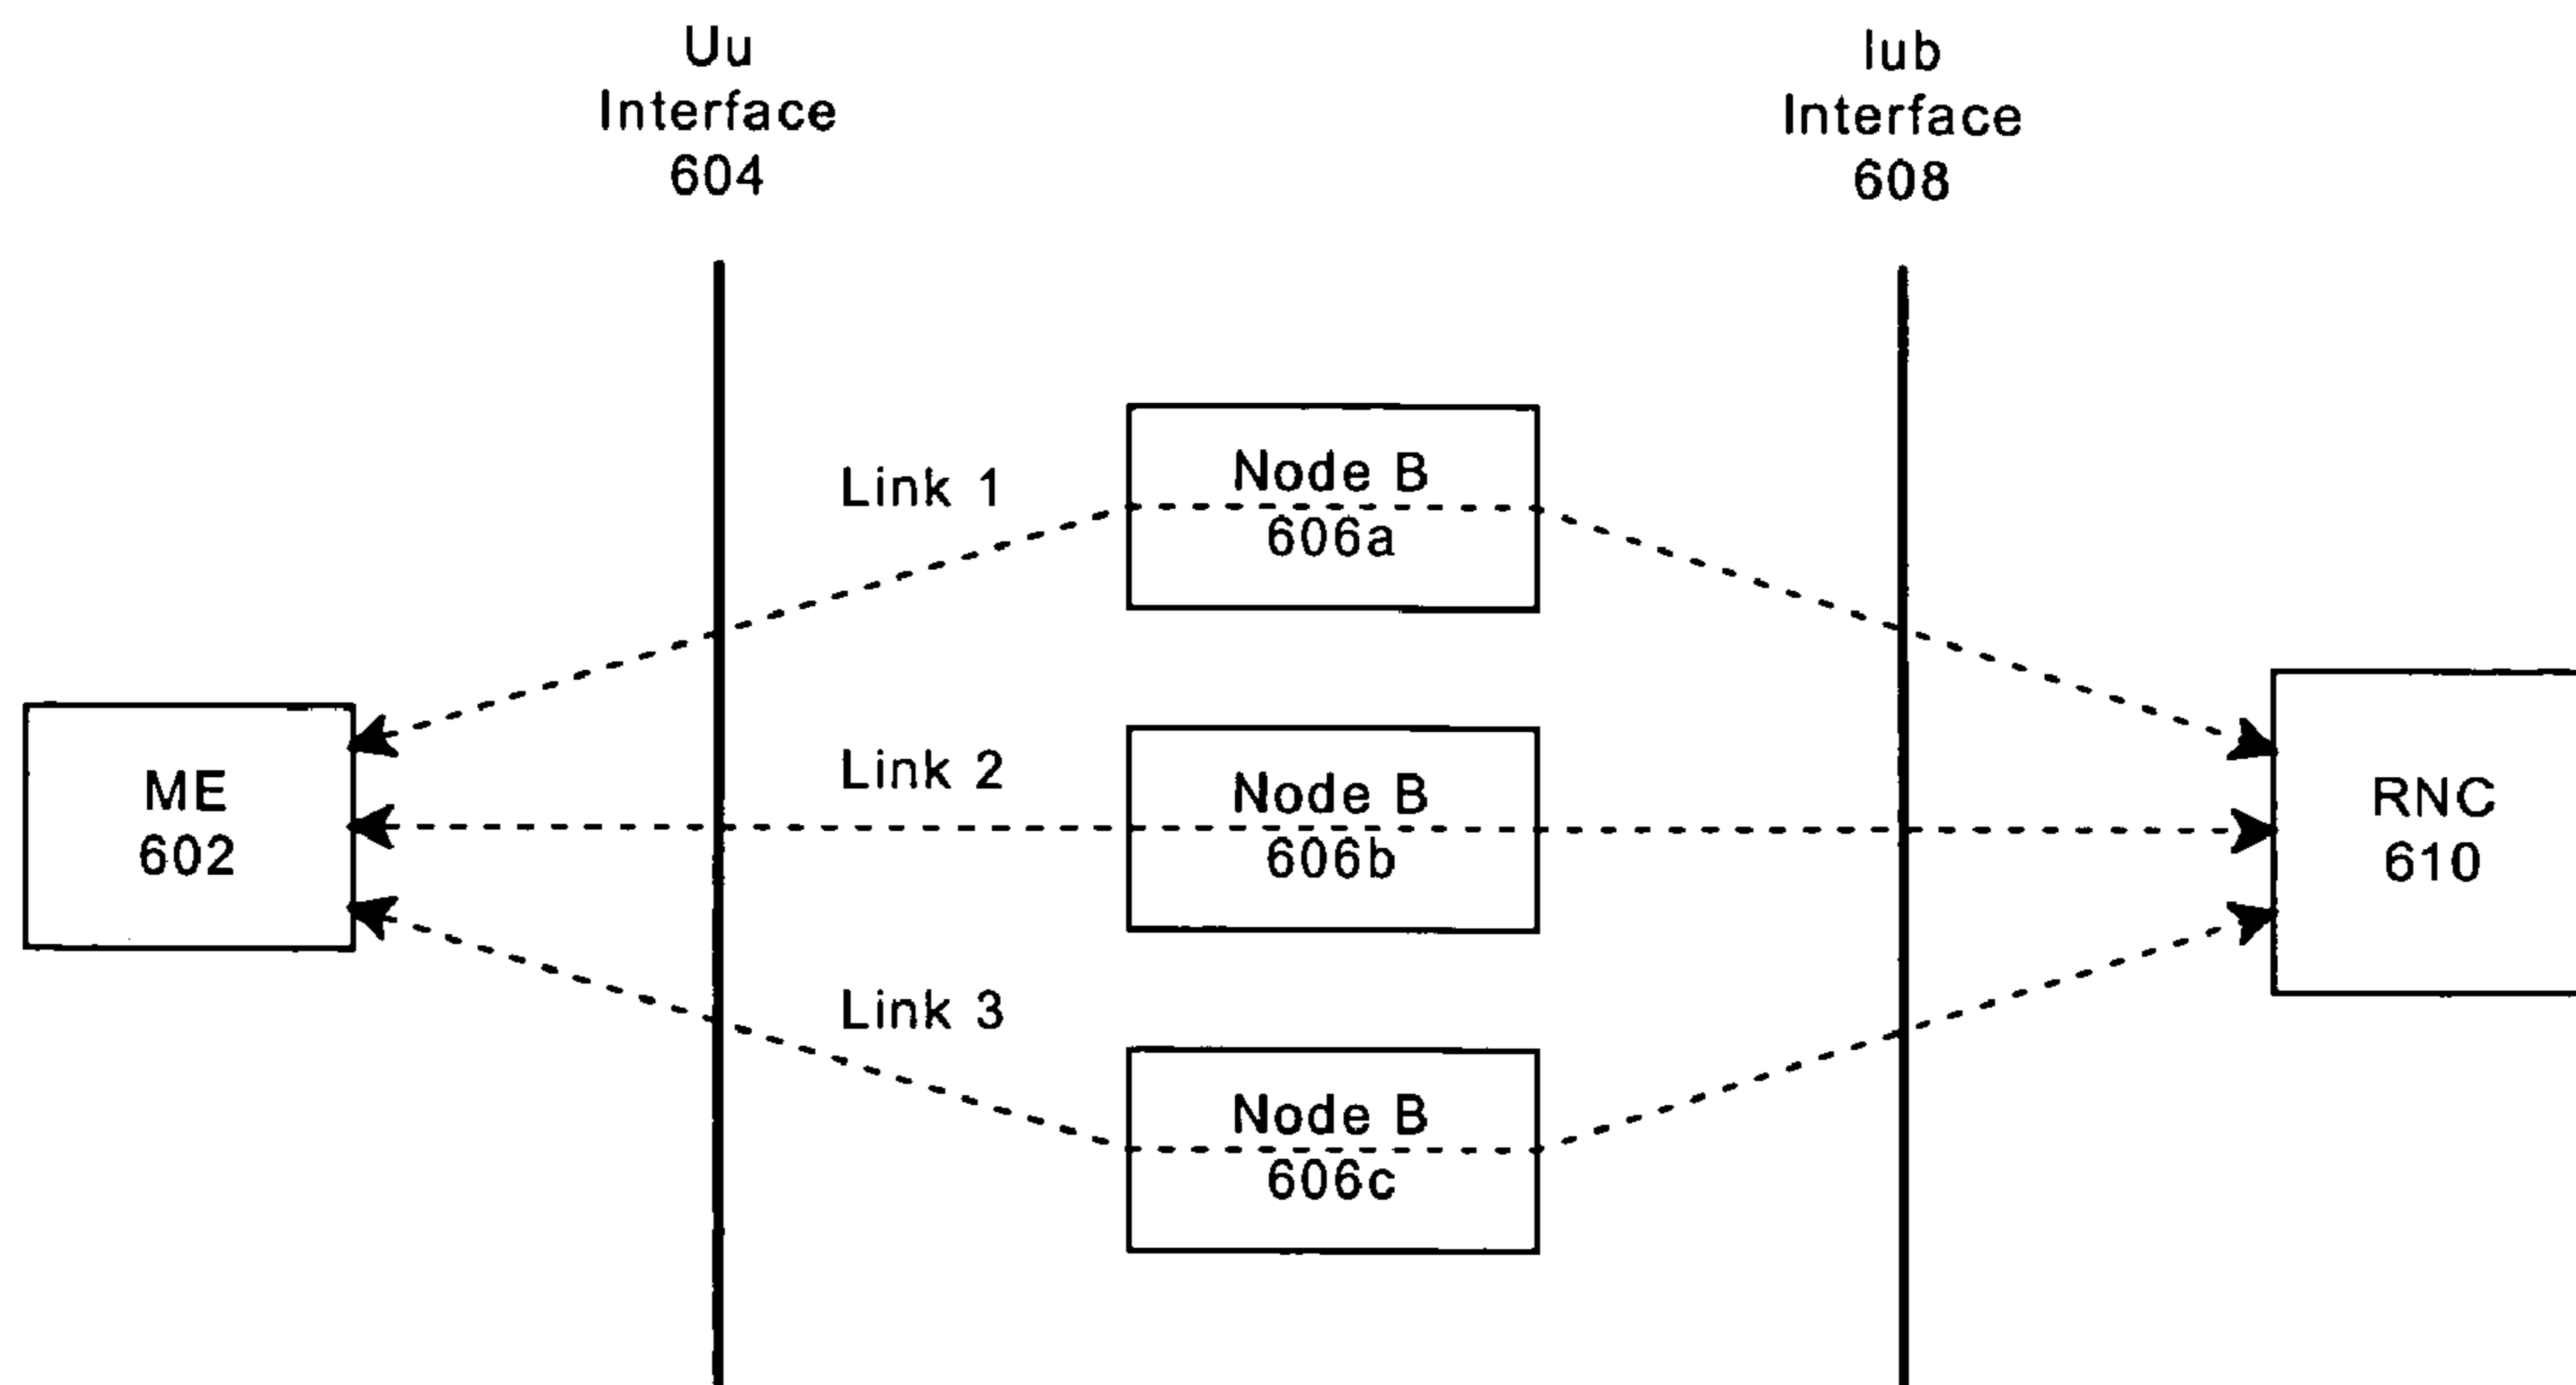 Uu
Interface
604
Iub
Interface
608
Link 1
Node B
606a
ME
602
Link 2
Node B
606b
RNC
610
Link 3
Node B
606c